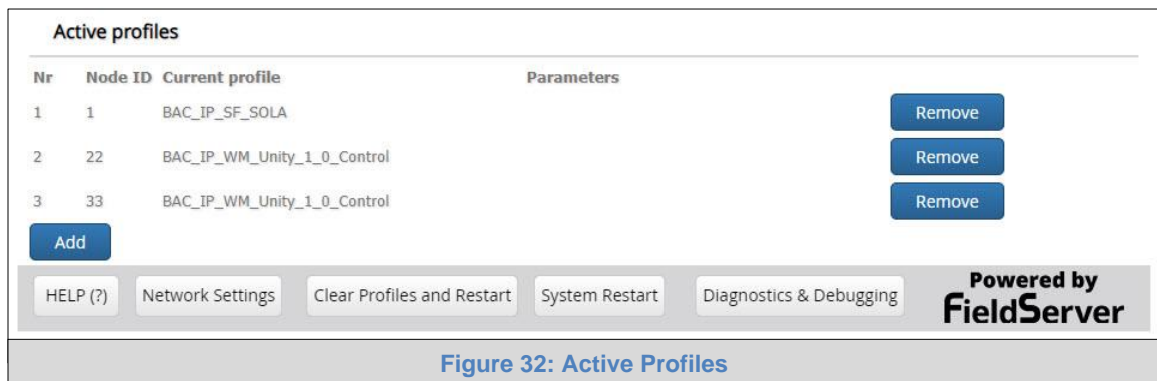 Active profiles
Nr Node ID Current profile Parameters
1 1 BAC_IP_SF_SOLA Remove
2 22 BAC_IP_WM_Unity_1_0_Control Remove
3 33 BAC_IP_WM_Unity_1_0_Control Remove
Add
HELP (?) Network Settings Clear Profiles and Restart System Restart Diagnostics & Debugging Powered by
FieldServer
Figure 32: Active Profiles